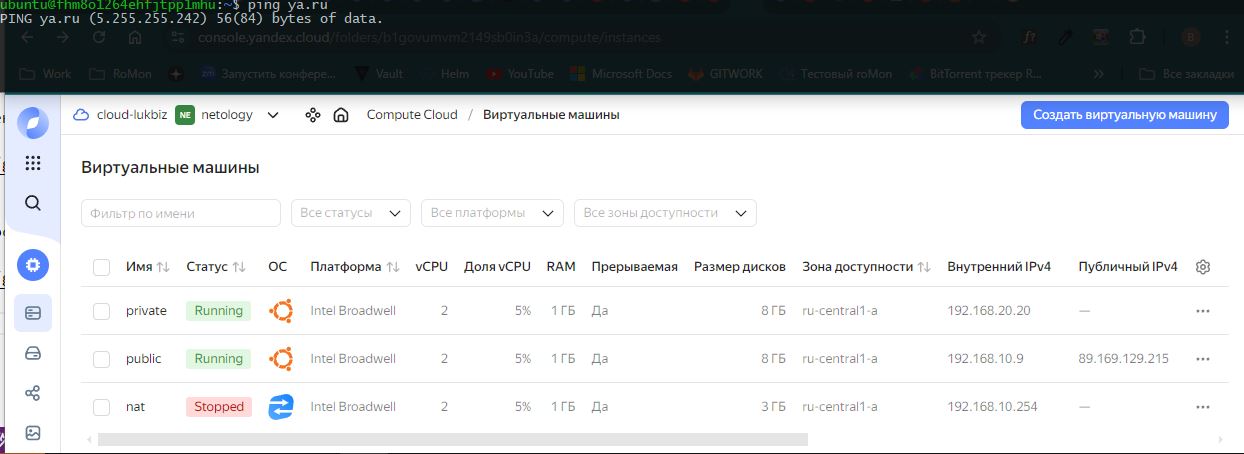 ubuntu@fhm8o1264ehfjtpp1mhu:~$ ping ya.ru
PING ya.ru (5.255.255.242) 56(84) bytes of data.
console.yandex.cloud/folders/b1govumvm2149sb0in3a/compute/instances
Work RoMon Запустить конфере... Vault Helm YouTube Microsoft Docs GITWORK Тестовый roMon BitTorrent трекер R... » Все закладки
cloud-lukbiz NE netology Compute Cloud / Виртуальные машины Создать виртуальную машину
Виртуальные машины
Фильтр по имени Все статусы Все платформы Все зоны доступности
Имя Статус ОС Платформа vCPU Доля vCPU RAM Прерываемая Размер дисков Зона доступности Внутренний IPv4 Публичный IPv4
private Running Intel Broadwell 2 5% 1 ГБ Да 8 ГБ ru-central1-a 192.168.20.20 —
public Running Intel Broadwell 2 5% 1 ГБ Да 8 ГБ ru-central1-a 192.168.10.9 89.169.129.215
nat Stopped Intel Broadwell 2 5% 1 ГБ Да 3 ГБ ru-central1-a 192.168.10.254 —